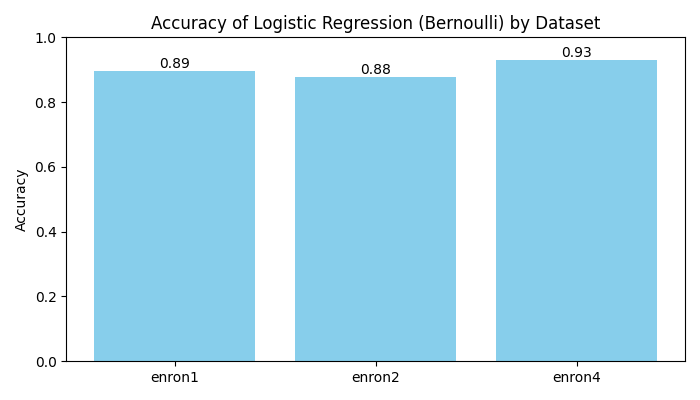 Accuracy of Logistic Regression (Bernoulli) by Dataset
1.0
0.8
0.6
0.4
0.2
0.0
Accuracy
0.89
0.88
0.93
enron1
enron2
enron4